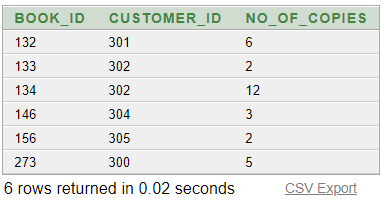 BOOK_ID CUSTOMER_ID NO_OF_COPIES
132 301 6
133 302 2
134 302 12
146 304 3
156 305 2
273 300 5
6 rows returned in 0.02 seconds CSV Export